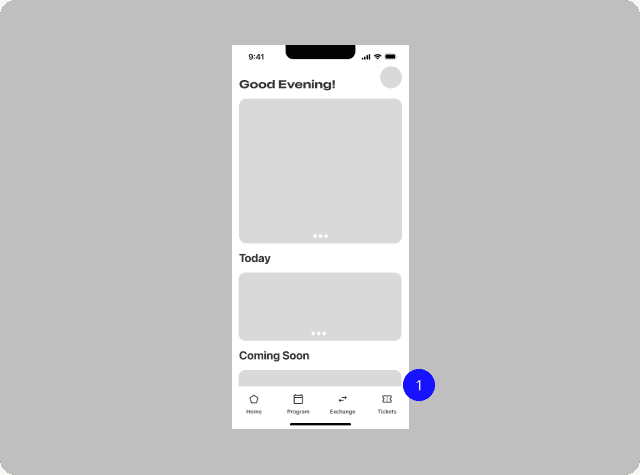 9:41
Good Evening!
Today
Coming Soon
1
Home Program Exchange Tickets